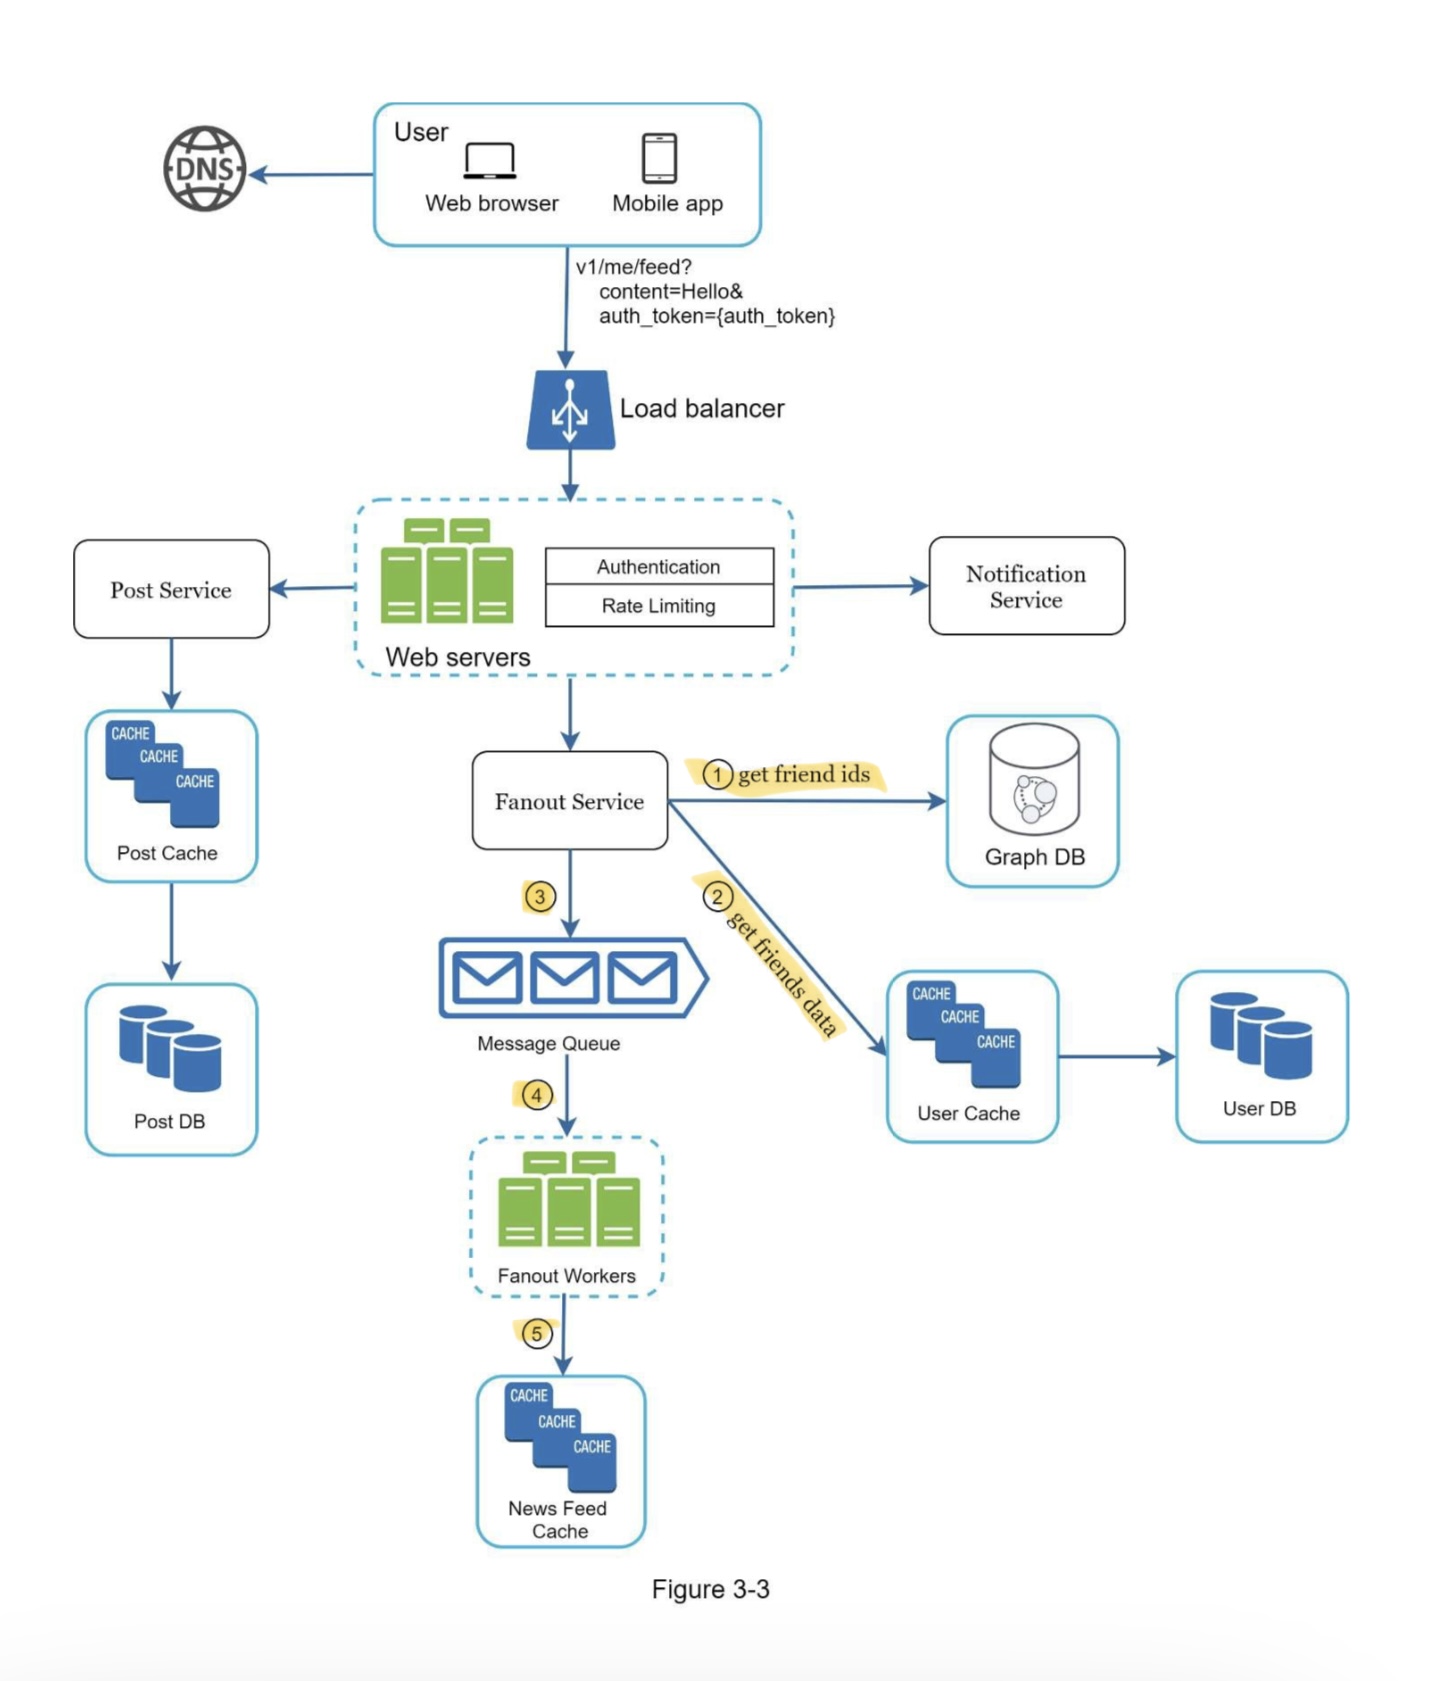 DNS
User
Web browser
Mobile app
v1/me/feed?
content=Hello&
auth_token={auth_token}
Load balancer
Post Service
Authentication
Rate Limiting
Web servers
Notification
Service
CACHE
CACHE
CACHE
Post Cache
Fanout Service
1 get friend ids
Graph DB
2 get friends data
3
Message Queue
Post DB
CACHE
CACHE
CACHE
User Cache
User DB
4
Fanout Workers
5
CACHE
CACHE
CACHE
News Feed
Cache
Figure 3-3